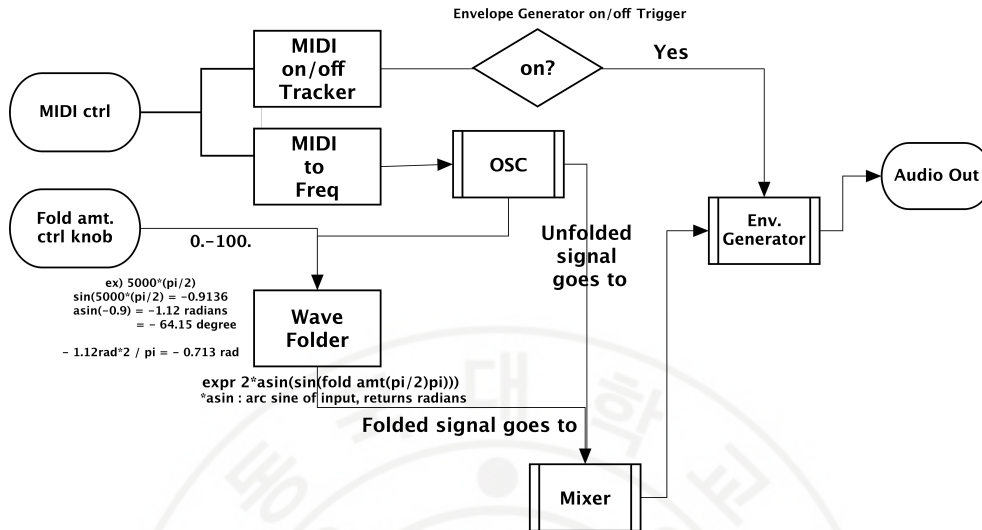 Envelope Generator on/off Trigger
MIDI
on/off
Tracker
on?
Yes
MIDI ctrl
MIDI
to
Freq
OSC
Audio Out
Fold amt.
ctrl knob
0.-100.
Unfolded
signal
goes to
Env.
Generator
ex) 5000*(pi/2)
sin(5000*(pi/2) = -0.9136
asin(-0.9) = -1.12 radians
= - 64.15 degree
- 1.12rad*2 / pi = - 0.713 rad
Wave
Folder
expr 2*asin(sin(fold amt(pi/2)pi)))
*asin : arc sine of input, returns radians
Folded signal goes to
Mixer
대학교